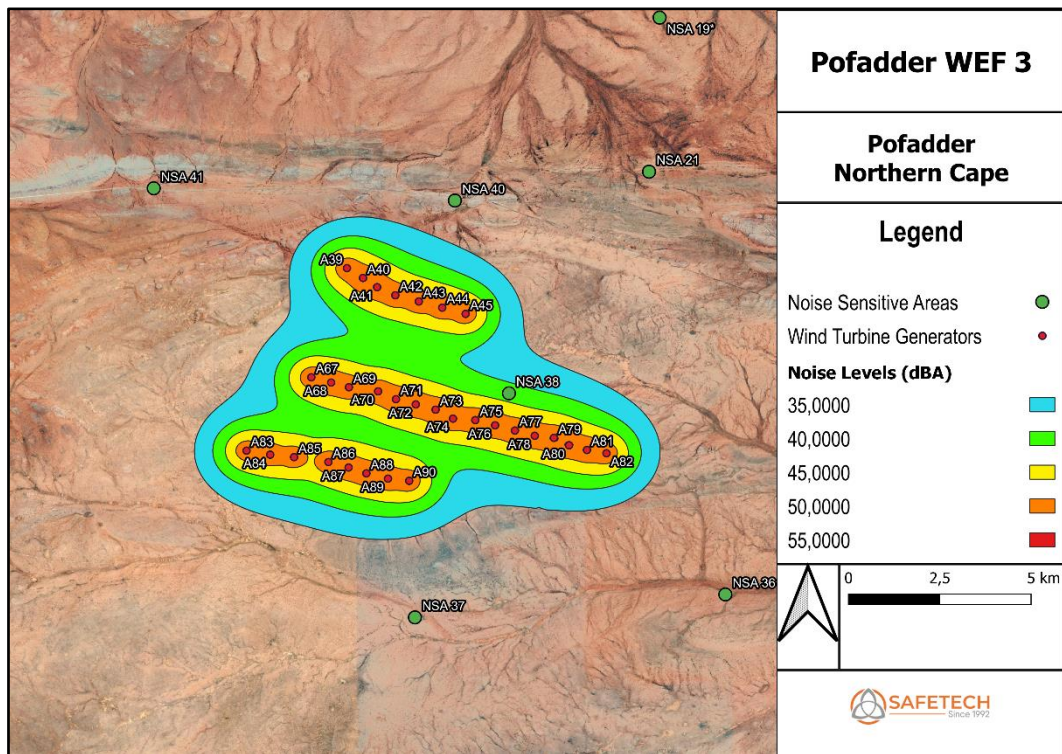 NSA 19*
NSA 21
NSA 41
NSA 40
A39
A40
A41
A42
A43
A44
A45
A67
A68
A69
A70
A71
A72
A73
A74
A75
A76
A77
A78
A79
A80
A81
A82
NSA 38
A83
A84
A85
A86
A87
A88
A89
A90
NSA 36
NSA 37
Pofadder WEF 3
Pofadder
Northern Cape
Legend
Noise Sensitive Areas
Wind Turbine Generators
Noise Levels (dBA)
35,0000
40,0000
45,0000
50,0000
55,0000
0 2,5 5 km
SAFETECH
Since 1992